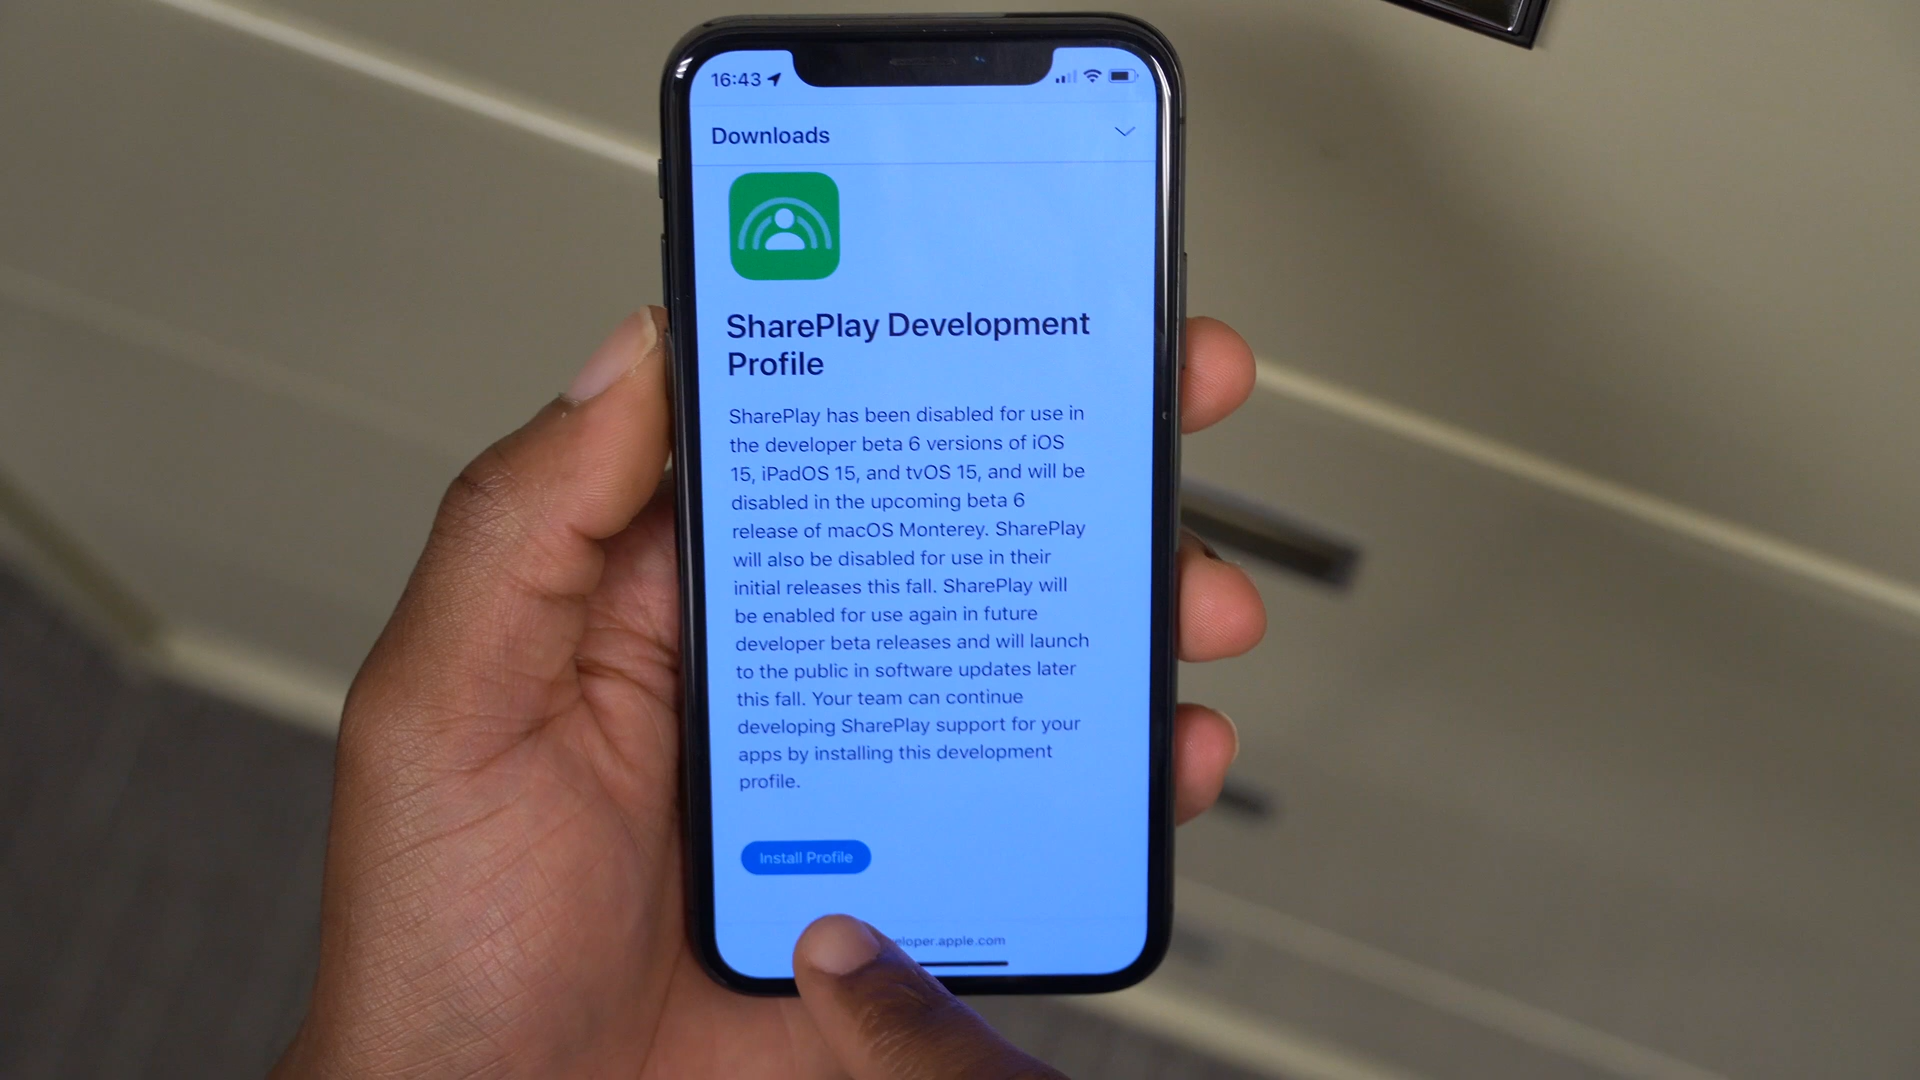 16:43
Downloads
SharePlay Development
Profile
SharePlay has been disabled for use in
the developer beta 6 versions of iOS
15, iPadOS 15, and tvOS 15, and will be
disabled in the upcoming beta 6
release of macOS Monterey. SharePlay
will also be disabled for use in their
initial releases this fall. SharePlay will
be enabled for use again in future
developer beta releases and will launch
to the public in software updates later
this fall. Your team can continue
developing SharePlay support for your
apps by installing this development
profile.
Install Profile
eloper.apple.com